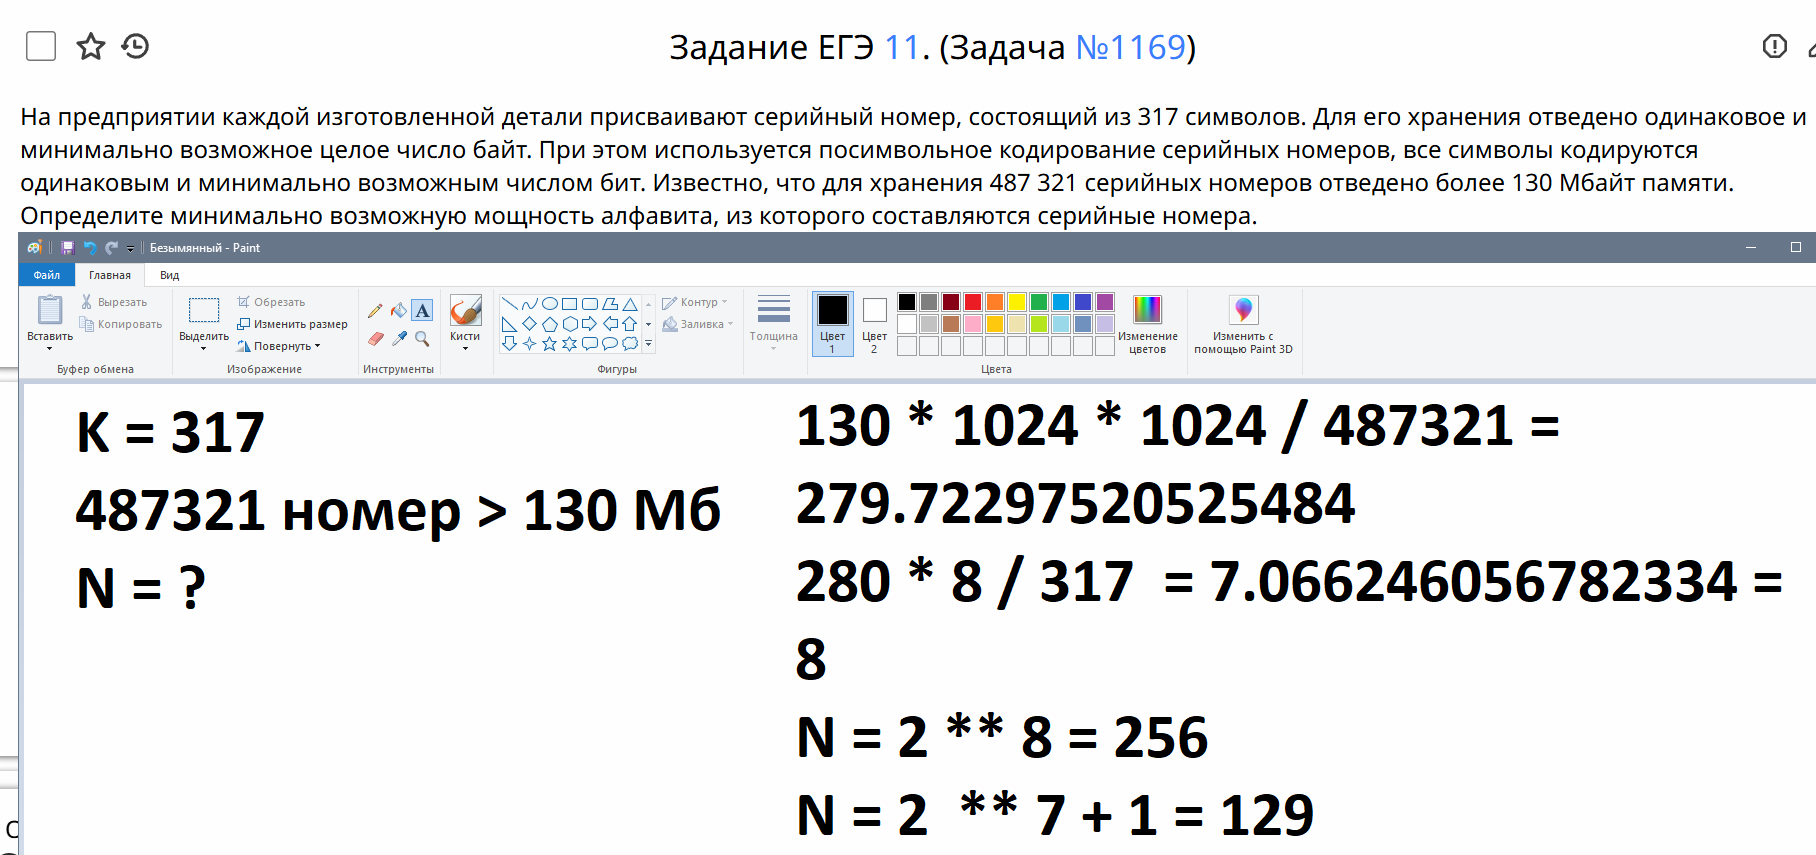 Задание ЕГЭ 11. (Задача №1169)
На предприятии каждой изготовленной детали присваивают серийный номер, состоящий из 317 символов. Для его хранения отведено одинаковое и
минимально возможное целое число байт. При этом используется посимвольное кодирование серийных номеров, все символы кодируются
одинаковым и минимально возможным числом бит. Известно, что для хранения 487 321 серийных номеров отведено более 130 Мбайт памяти.
Определите минимально возможную мощность алфавита, из которого составляются серийные номера.
Безымянный - Paint
Файл Главная Вид
Вставить
Вырезать
Копировать
Буфер обмена
Выделить
Обрезать
Изменить размер
Повернуть
Изображение
A
Инструменты
Кисти
Контур
Заливка
Фигуры
Толщина
Цвет
1
Цвет
2
Изменение
цветов
Цвета
Изменить с
помощью Paint 3D
K = 317
487321 номер > 130 Мб
N = ?
130 * 1024 * 1024 / 487321 =
279.72297520525484
280 * 8 / 317 = 7.066246056782334 =
8
N = 2 ** 8 = 256
N = 2 ** 7 + 1 = 129